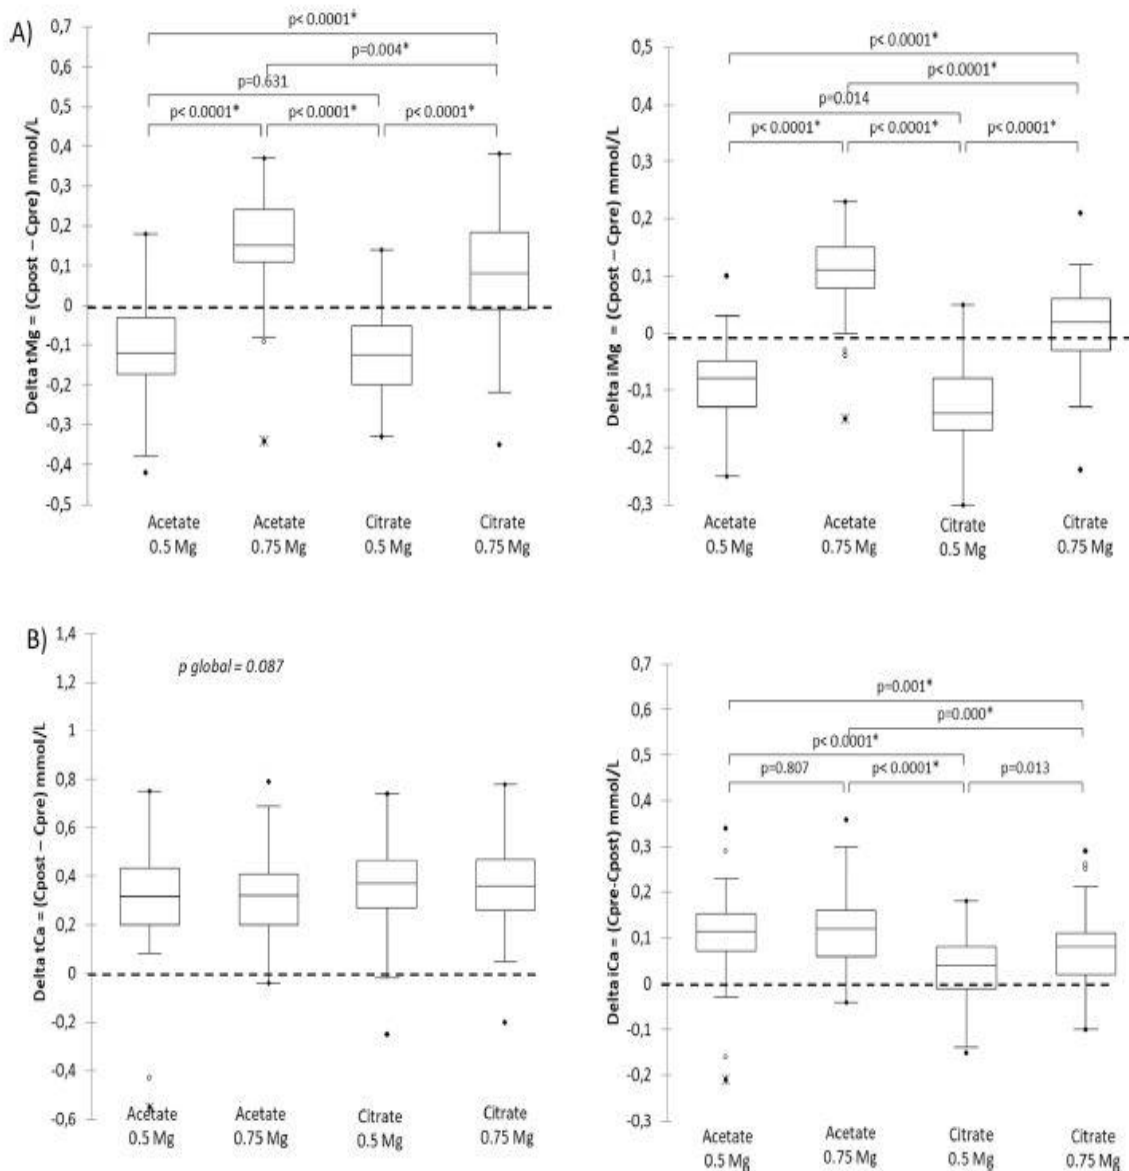 A)
Delta tMg = (Cpost – Cpre) mmol/L
0,7
0,6
0,5
0,4
0,3
0,2
0,1
0
-0,1
-0,2
-0,3
-0,4
-0,5
p< 0.0001*
p=0.004*
p=0.631
p< 0.0001* p< 0.0001* p< 0.0001*
Acetate Acetate Citrate Citrate
0.5 Mg 0.75 Mg 0.5 Mg 0.75 Mg
Delta iMg = (Cpost – Cpre) mmol/L
0,5
0,4
0,3
0,2
0,1
0
-0,1
-0,2
-0,3
p< 0.0001*
p< 0.0001*
p=0.014
p< 0.0001* p< 0.0001* p< 0.0001*
Acetate Acetate Citrate Citrate
0.5 Mg 0.75 Mg 0.5 Mg 0.75 Mg
B)
Delta tCa = (Cpost – Cpre) mmol/L
1,4
1,2
1
0,8
0,6
0,4
0,2
0
-0,2
-0,4
-0,6
p global = 0.087
Acetate Acetate Citrate Citrate
0.5 Mg 0.75 Mg 0.5 Mg 0.75 Mg
Delta iCa = (Cpre-Cpost) mmol/L
0,7
0,6
0,5
0,4
0,3
0,2
0,1
0
-0,1
-0,2
-0,3
p=0.001*
p=0.000*
p< 0.0001*
p=0.807 p< 0.0001* p=0.013
Acetate Acetate Citrate Citrate
0.5 Mg 0.75 Mg 0.5 Mg 0.75 Mg